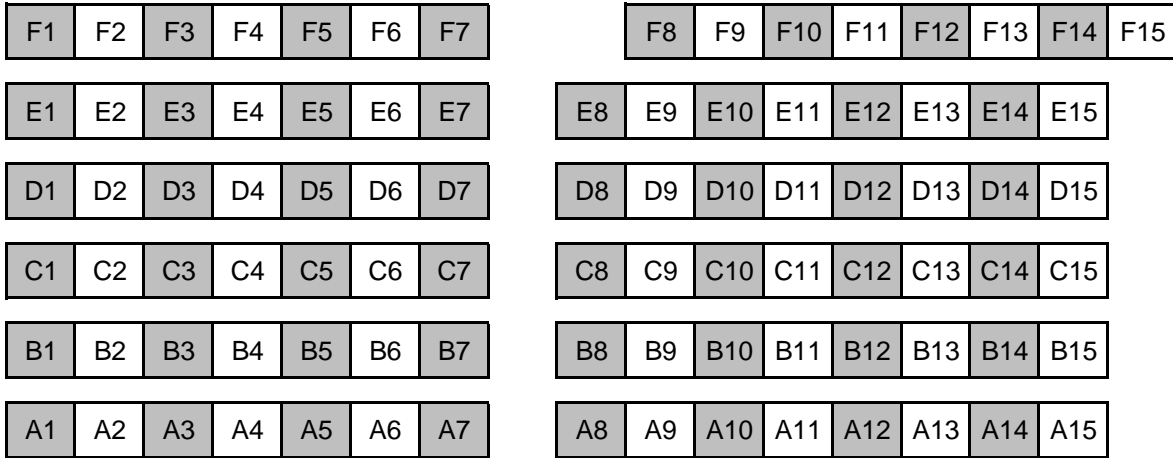 F1 F2 F3 F4 F5 F6 F7 F8 F9 F10 F11 F12 F13 F14 F15
E1 E2 E3 E4 E5 E6 E7 E8 E9 E10 E11 E12 E13 E14 E15
D1 D2 D3 D4 D5 D6 D7 D8 D9 D10 D11 D12 D13 D14 D15
C1 C2 C3 C4 C5 C6 C7 C8 C9 C10 C11 C12 C13 C14 C15
B1 B2 B3 B4 B5 B6 B7 B8 B9 B10 B11 B12 B13 B14 B15
A1 A2 A3 A4 A5 A6 A7 A8 A9 A10 A11 A12 A13 A14 A15